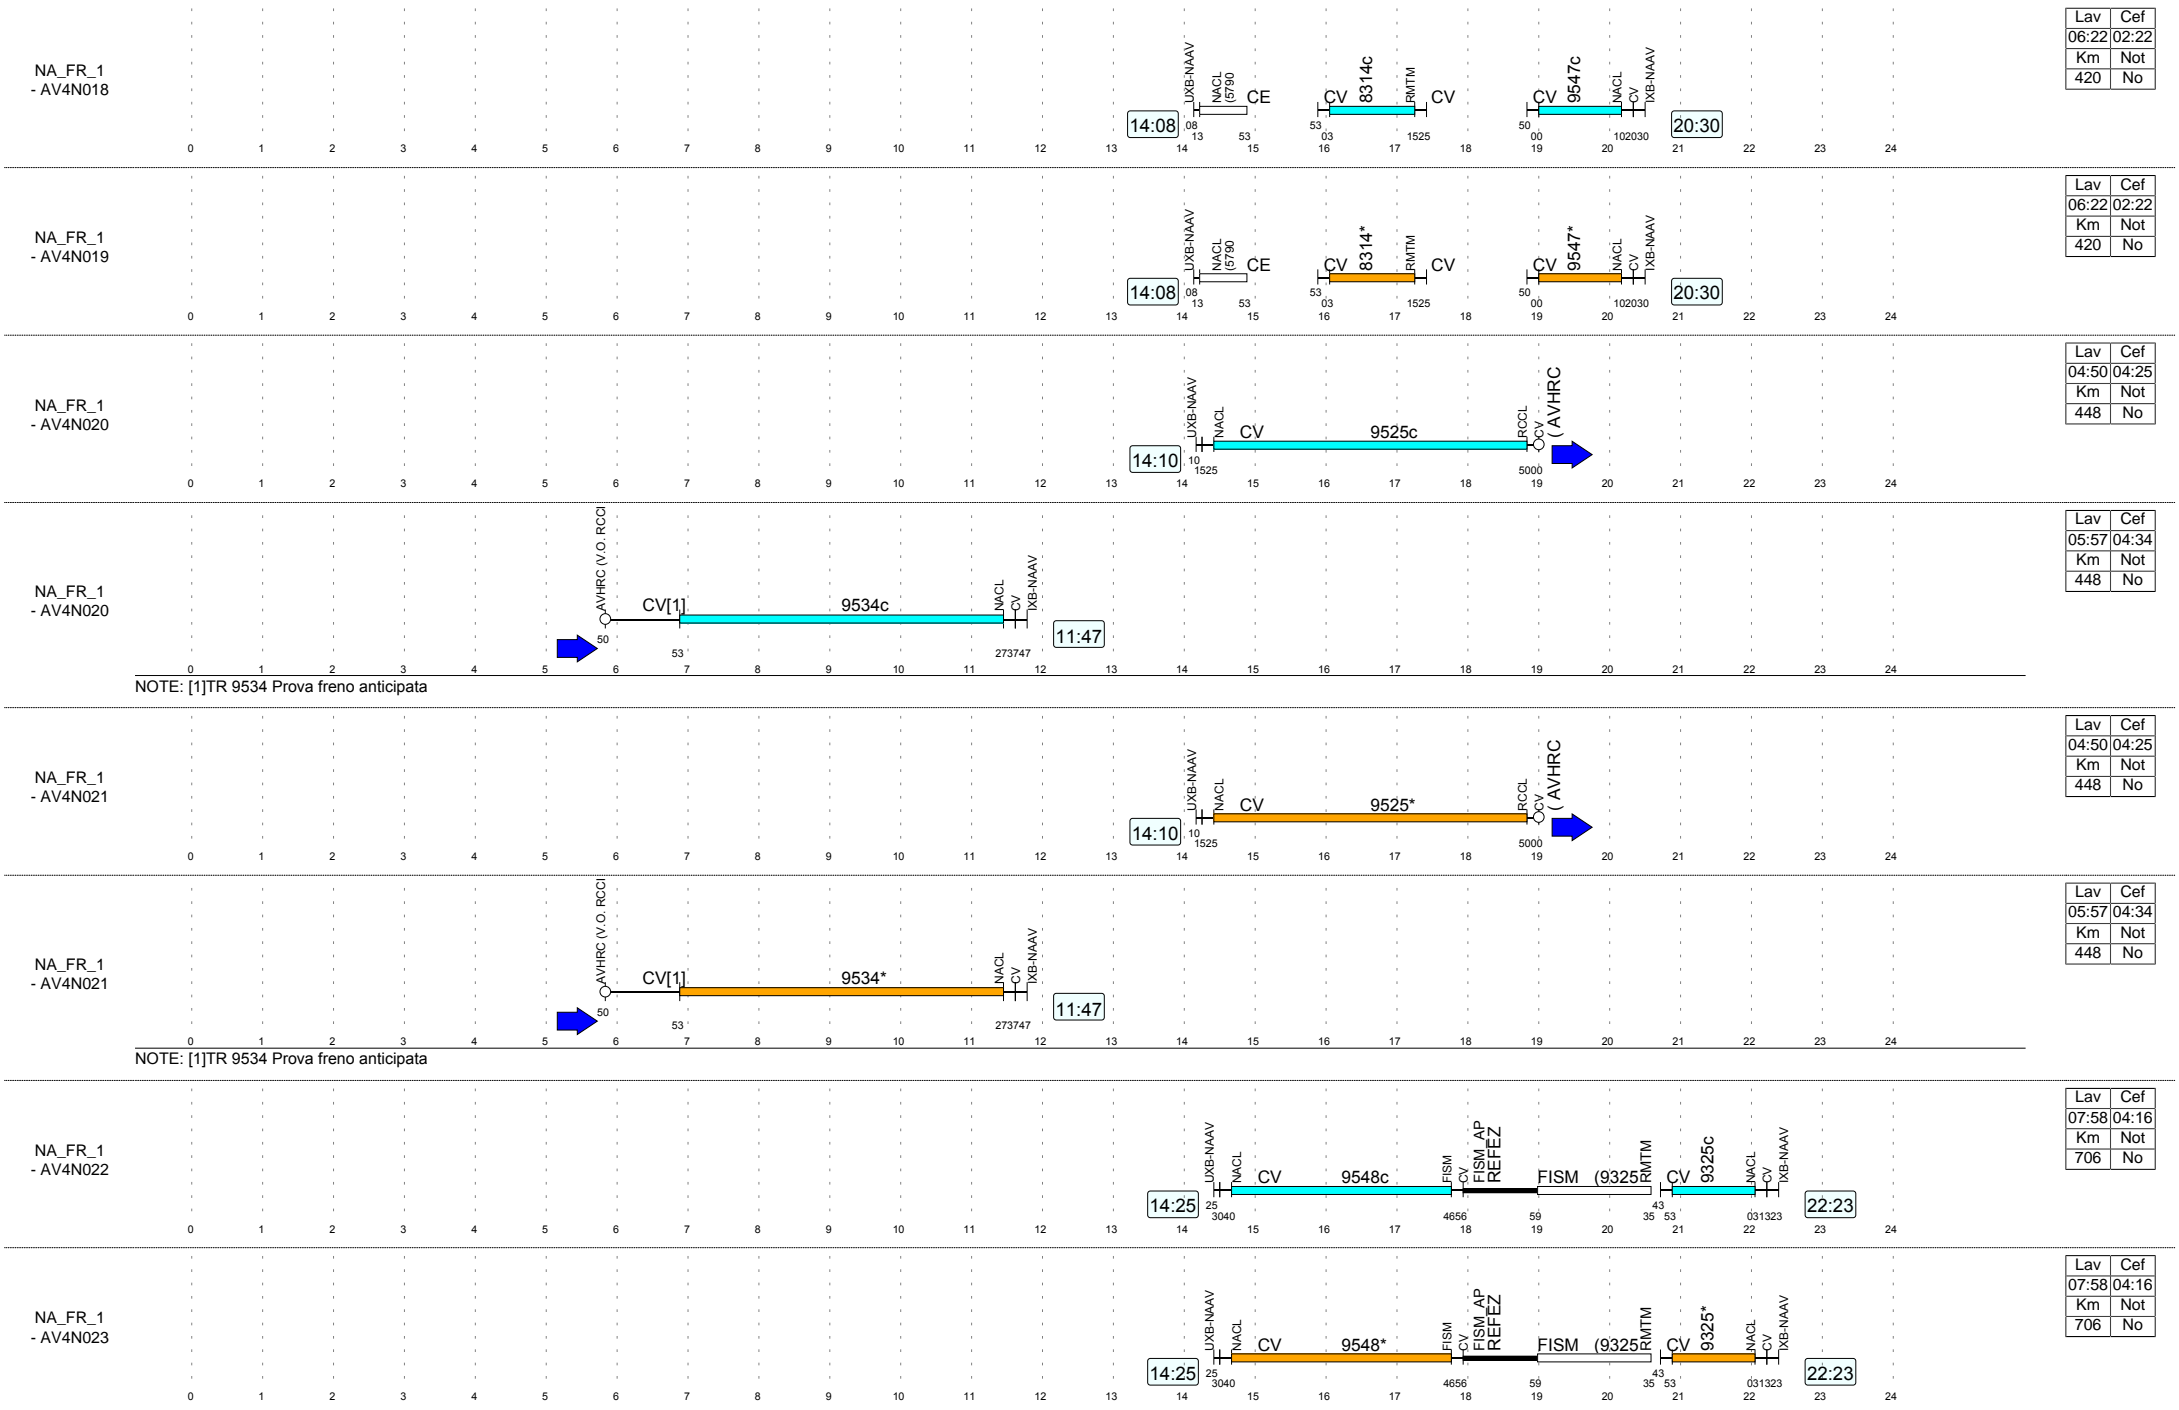 NA_FR_1
- AV4N018
14:08
UXB-NAAV
NACL
(5790
CE
CV
8314c
RMTM
CV
CV
9547c
NACL
CV
IXB-NAAV
20:30
08
13
53
53
03
1525
50
00
102030
0 1 2 3 4 5 6 7 8 9 10 11 12 13 14 15 16 17 18 19 20 21 22 23 24
Lav Cef
06:22 02:22
Km Not
420 No
NA_FR_1
- AV4N019
14:08
UXB-NAAV
NACL
(5790
CE
CV
8314*
RMTM
CV
CV
9547*
NACL
CV
IXB-NAAV
20:30
08
13
53
53
03
1525
50
00
102030
0 1 2 3 4 5 6 7 8 9 10 11 12 13 14 15 16 17 18 19 20 21 22 23 24
Lav Cef
06:22 02:22
Km Not
420 No
NA_FR_1
- AV4N020
14:10
UXB-NAAV
NACL
CV
9525c
RCCL
CV
( AVHRC
10
1525
5000
0 1 2 3 4 5 6 7 8 9 10 11 12 13 14 15 16 17 18 19 20 21 22 23 24
Lav Cef
04:50 04:25
Km Not
448 No
NA_FR_1
- AV4N020
AVHRC (V.O. RCCI
CV[1]
9534c
NACL
CV
IXB-NAAV
11:47
50
53
273747
0 1 2 3 4 5 6 7 8 9 10 11 12 13 14 15 16 17 18 19 20 21 22 23 24
NOTE: [1]TR 9534 Prova freno anticipata
Lav Cef
05:57 04:34
Km Not
448 No
NA_FR_1
- AV4N021
14:10
UXB-NAAV
NACL
CV
9525*
RCCL
CV
( AVHRC
10
1525
5000
0 1 2 3 4 5 6 7 8 9 10 11 12 13 14 15 16 17 18 19 20 21 22 23 24
Lav Cef
04:50 04:25
Km Not
448 No
NA_FR_1
- AV4N021
AVHRC (V.O. RCCI
CV[1]
9534*
NACL
CV
IXB-NAAV
11:47
50
53
273747
0 1 2 3 4 5 6 7 8 9 10 11 12 13 14 15 16 17 18 19 20 21 22 23 24
NOTE: [1]TR 9534 Prova freno anticipata
Lav Cef
05:57 04:34
Km Not
448 No
NA_FR_1
- AV4N022
14:25
UXB-NAAV
NACL
CV
9548c
FISM
CV
FISM_AP
REFEZ
FISM (9325
RMTM
CV
9325c
NACL
CV
IXB-NAAV
22:23
25
3040
4656
59
35
43
53
031323
0 1 2 3 4 5 6 7 8 9 10 11 12 13 14 15 16 17 18 19 20 21 22 23 24
Lav Cef
07:58 04:16
Km Not
706 No
NA_FR_1
- AV4N023
14:25
UXB-NAAV
NACL
CV
9548*
FISM
CV
FISM_AP
REFEZ
FISM (9325
RMTM
CV
9325*
NACL
CV
IXB-NAAV
22:23
25
3040
4656
59
35
43
53
031323
0 1 2 3 4 5 6 7 8 9 10 11 12 13 14 15 16 17 18 19 20 21 22 23 24
Lav Cef
07:58 04:16
Km Not
706 No